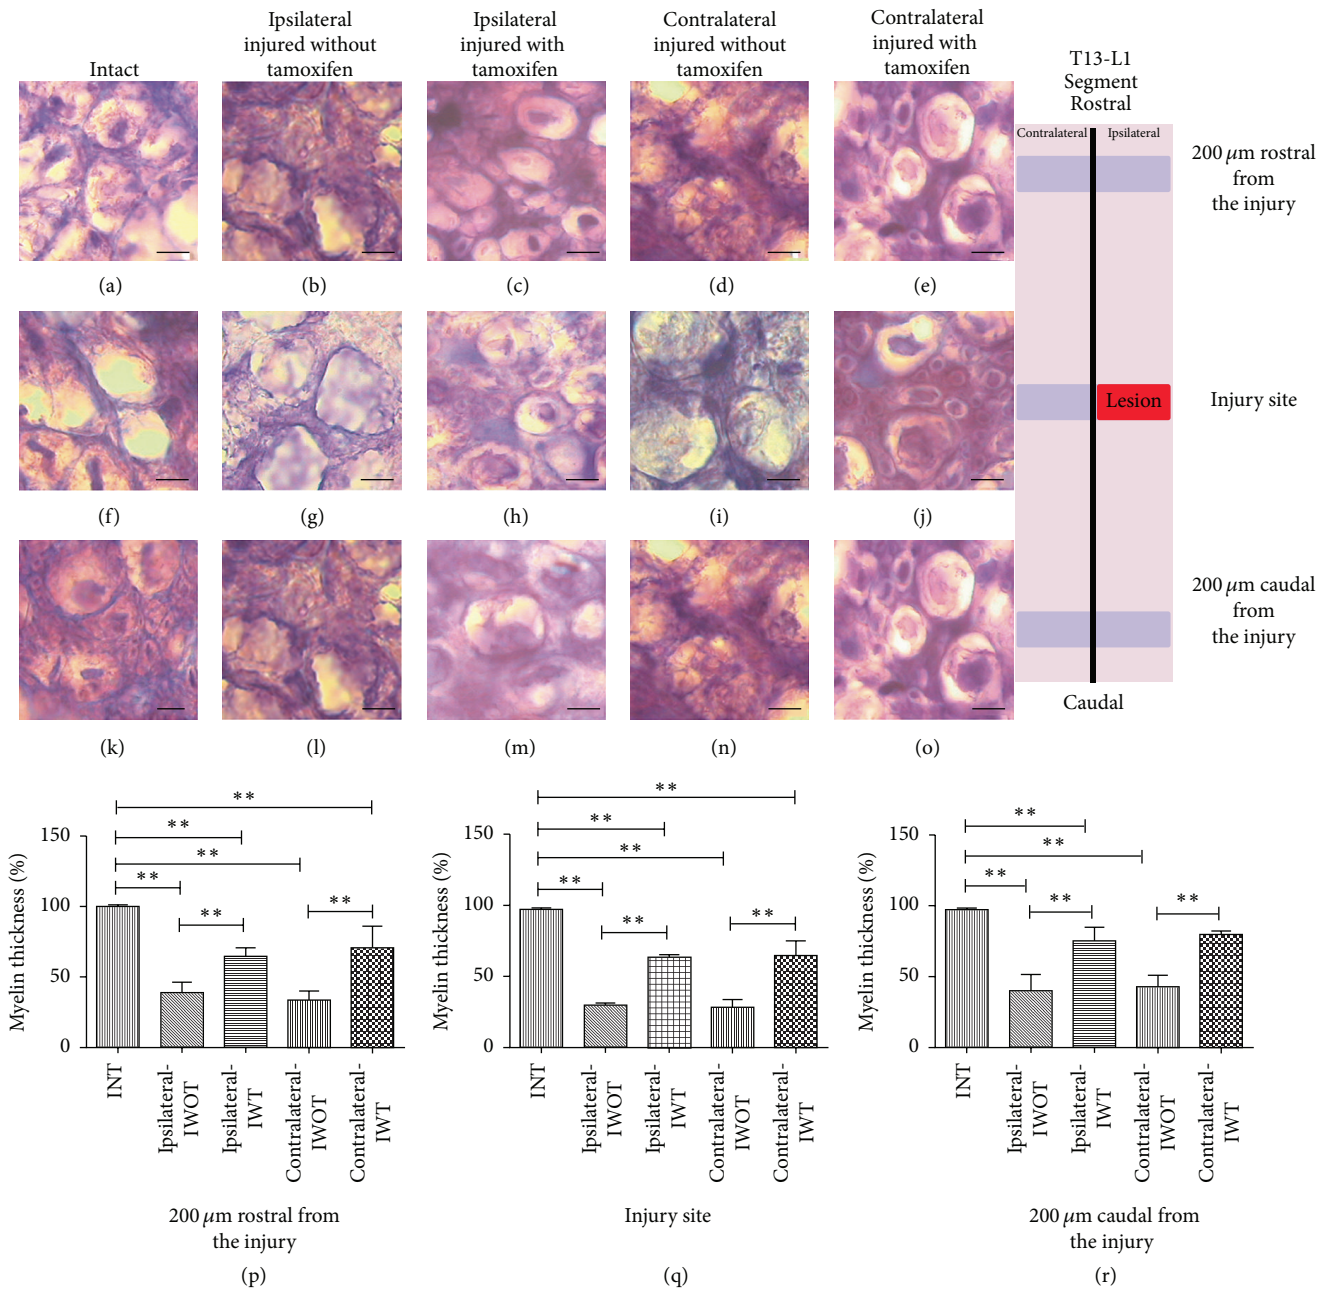 Intact
Ipsilateral
injured without
tamoxifen
Ipsilateral
injured with
tamoxifen
Contralateral
injured without
tamoxifen
Contralateral
injured with
tamoxifen
T13-L1
Segment
Rostral
Contralateral
Ipsilateral
200 μm rostral
from
the injury
(a)
(b)
(c)
(d)
(e)
Lesion
Injury site
(f)
(g)
(h)
(i)
(j)
200 μm caudal
from
the injury
Caudal
(k)
(l)
(m)
(n)
(o)
Myelin thickness (%)
150
100
50
0
**
**
**
**
**
**
INT
Ipsilateral-
IWOT
Ipsilateral-
IWT
Contralateral-
IWOT
Contralateral-
IWT
200 μm rostral from
the injury
(p)
Myelin thickness (%)
150
100
50
0
**
**
**
**
**
**
INT
Ipsilateral-
IWOT
Ipsilateral-
IWT
Contralateral-
IWOT
Contralateral-
IWT
Injury site
(q)
Myelin thickness (%)
150
100
50
0
**
**
**
**
**
INT
Ipsilateral-
IWOT
Ipsilateral-
IWT
Contralateral-
IWOT
Contralateral-
IWT
200 μm caudal from
the injury
(r)